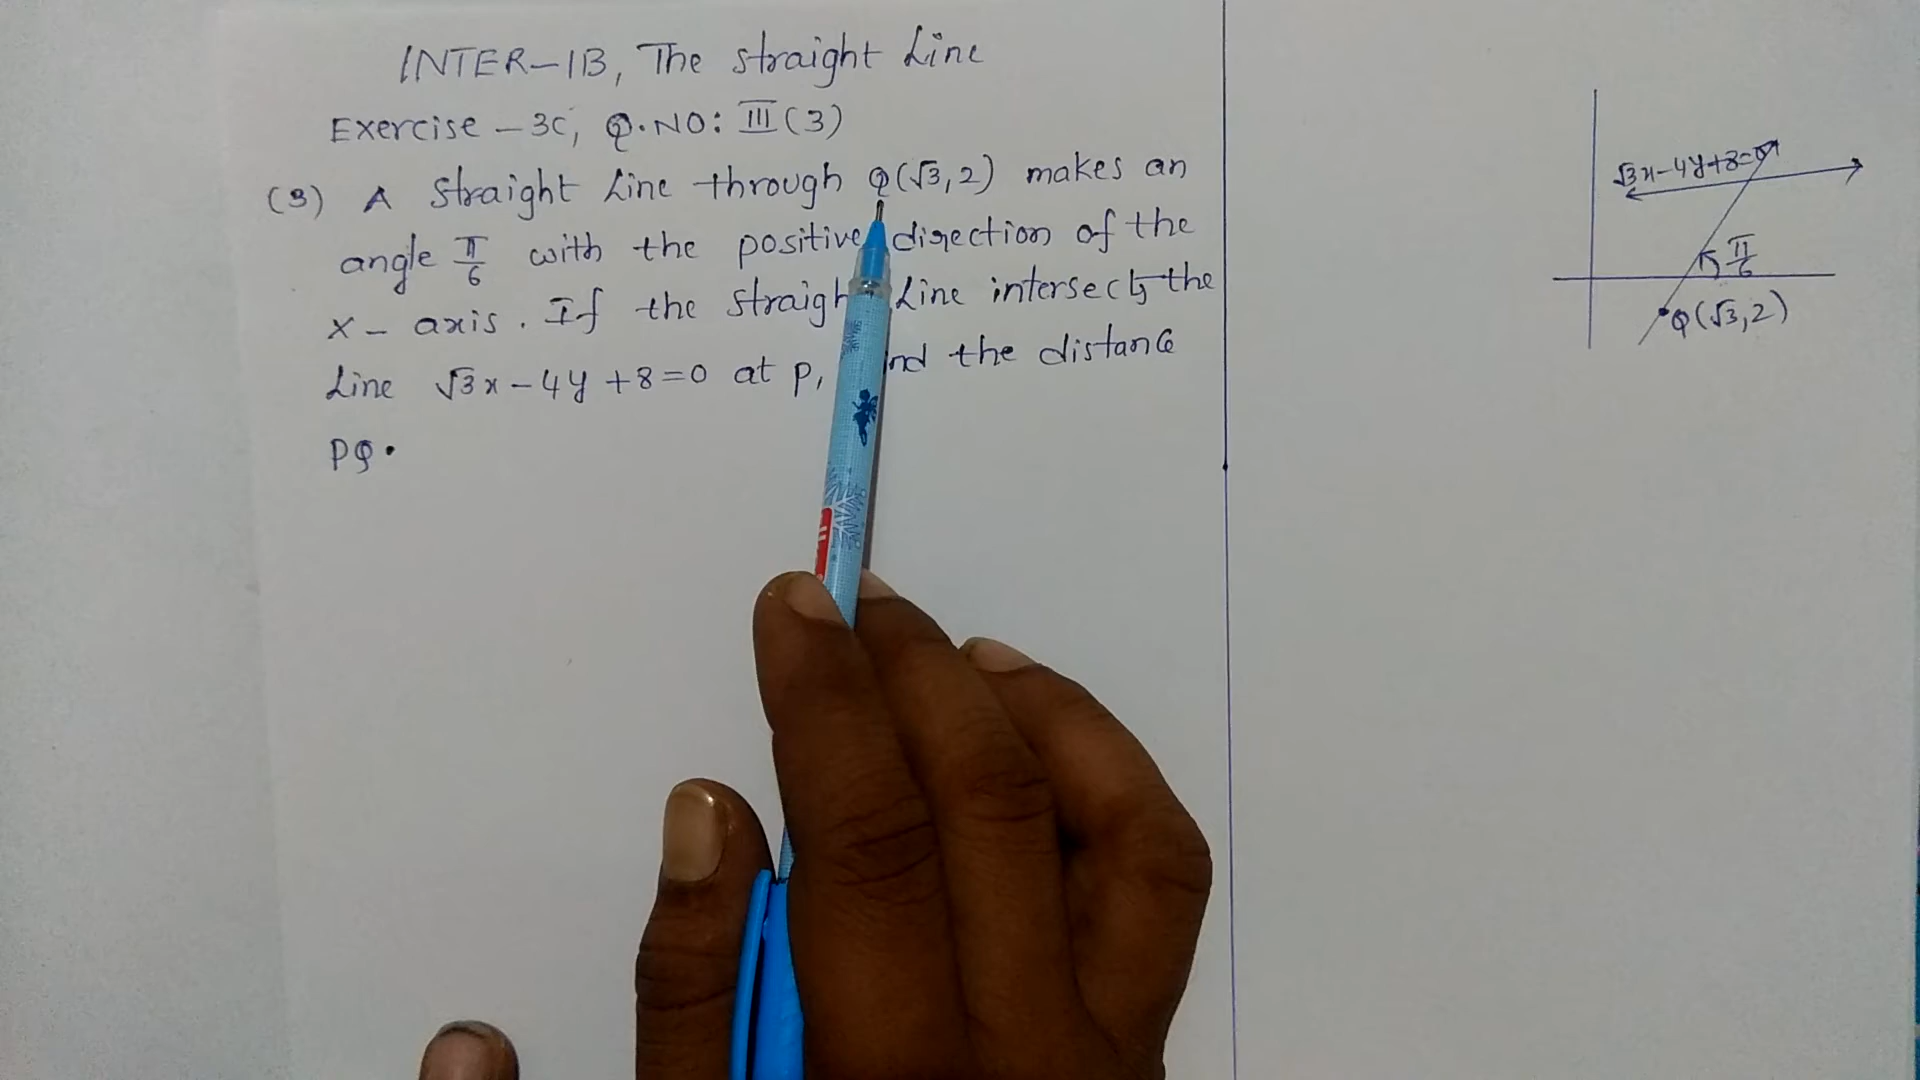 INTER-1B, The Straight Line
Exercise - 3C, Q.NO: III (3)
(3) A Straight Line through Q(√3, 2) makes an
angle π/6 with the positive direction of the
X - axis. If the straight Line intersects the
Line √3x - 4y + 8 = 0 at P, the distance
PQ.
√3x - 4y + 8 = 0
π/6
Q(√3, 2)